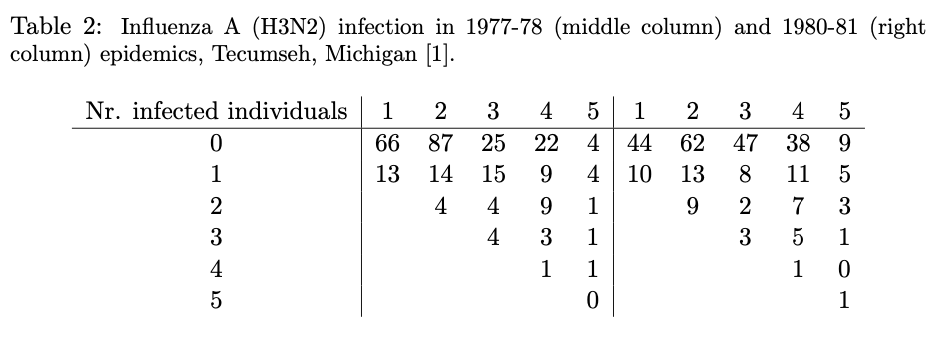 Table 2: Influenza A (H3N2) infection in 1977-78 (middle column) and 1980-81 (right
column) epidemics, Tecumseh, Michigan [1].
Nr. infected individuals 1 2 3 4 5 1 2 3 4 5
0 66 87 25 22 4 44 62 47 38 9
1 13 14 15 9 4 10 13 8 11 5
2 4 4 9 1 9 2 7 3
3 4 3 1 3 5 1
4 1 1 1 0
5 0 1